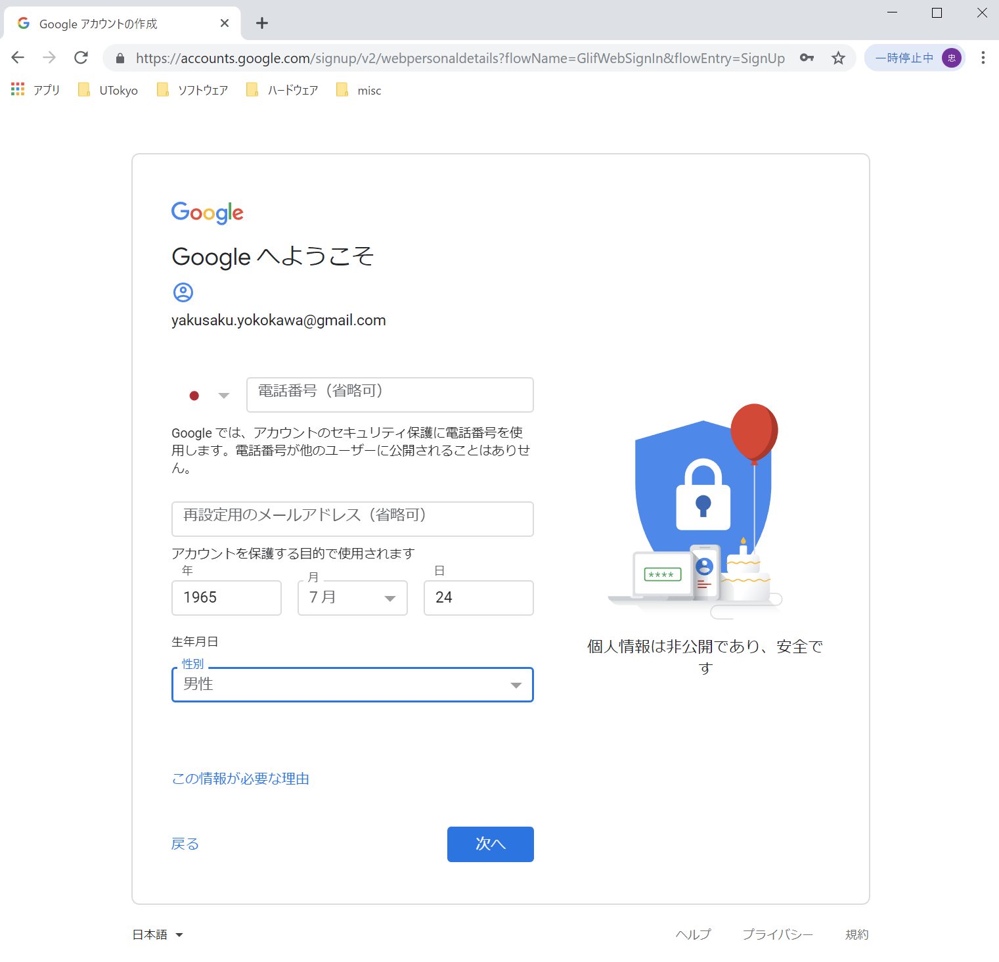 Google アカウントの作成
https://accounts.google.com/signup/v2/webpersonaldetails?flowName=GlifWebSignIn&flowEntry=SignUp
一時停止中 忠
アプリ UTokyo ソフトウェア ハードウェア misc
Google
Google へようこそ
yakusaku.yokokawa@gmail.com
電話番号（省略可）
Google では、アカウントのセキュリティ保護に電話番号を使
用します。電話番号が他のユーザーに公開されることはありませ
ん。
再設定用のメールアドレス（省略可）
アカウントを保護する目的で使用されます
年 月 日
1965 7 月 24
生年月日
性別
男性
この情報が必要な理由
戻る 次へ
****
個人情報は非公開であり、安全で
す
日本語 ヘルプ プライバシー 規約